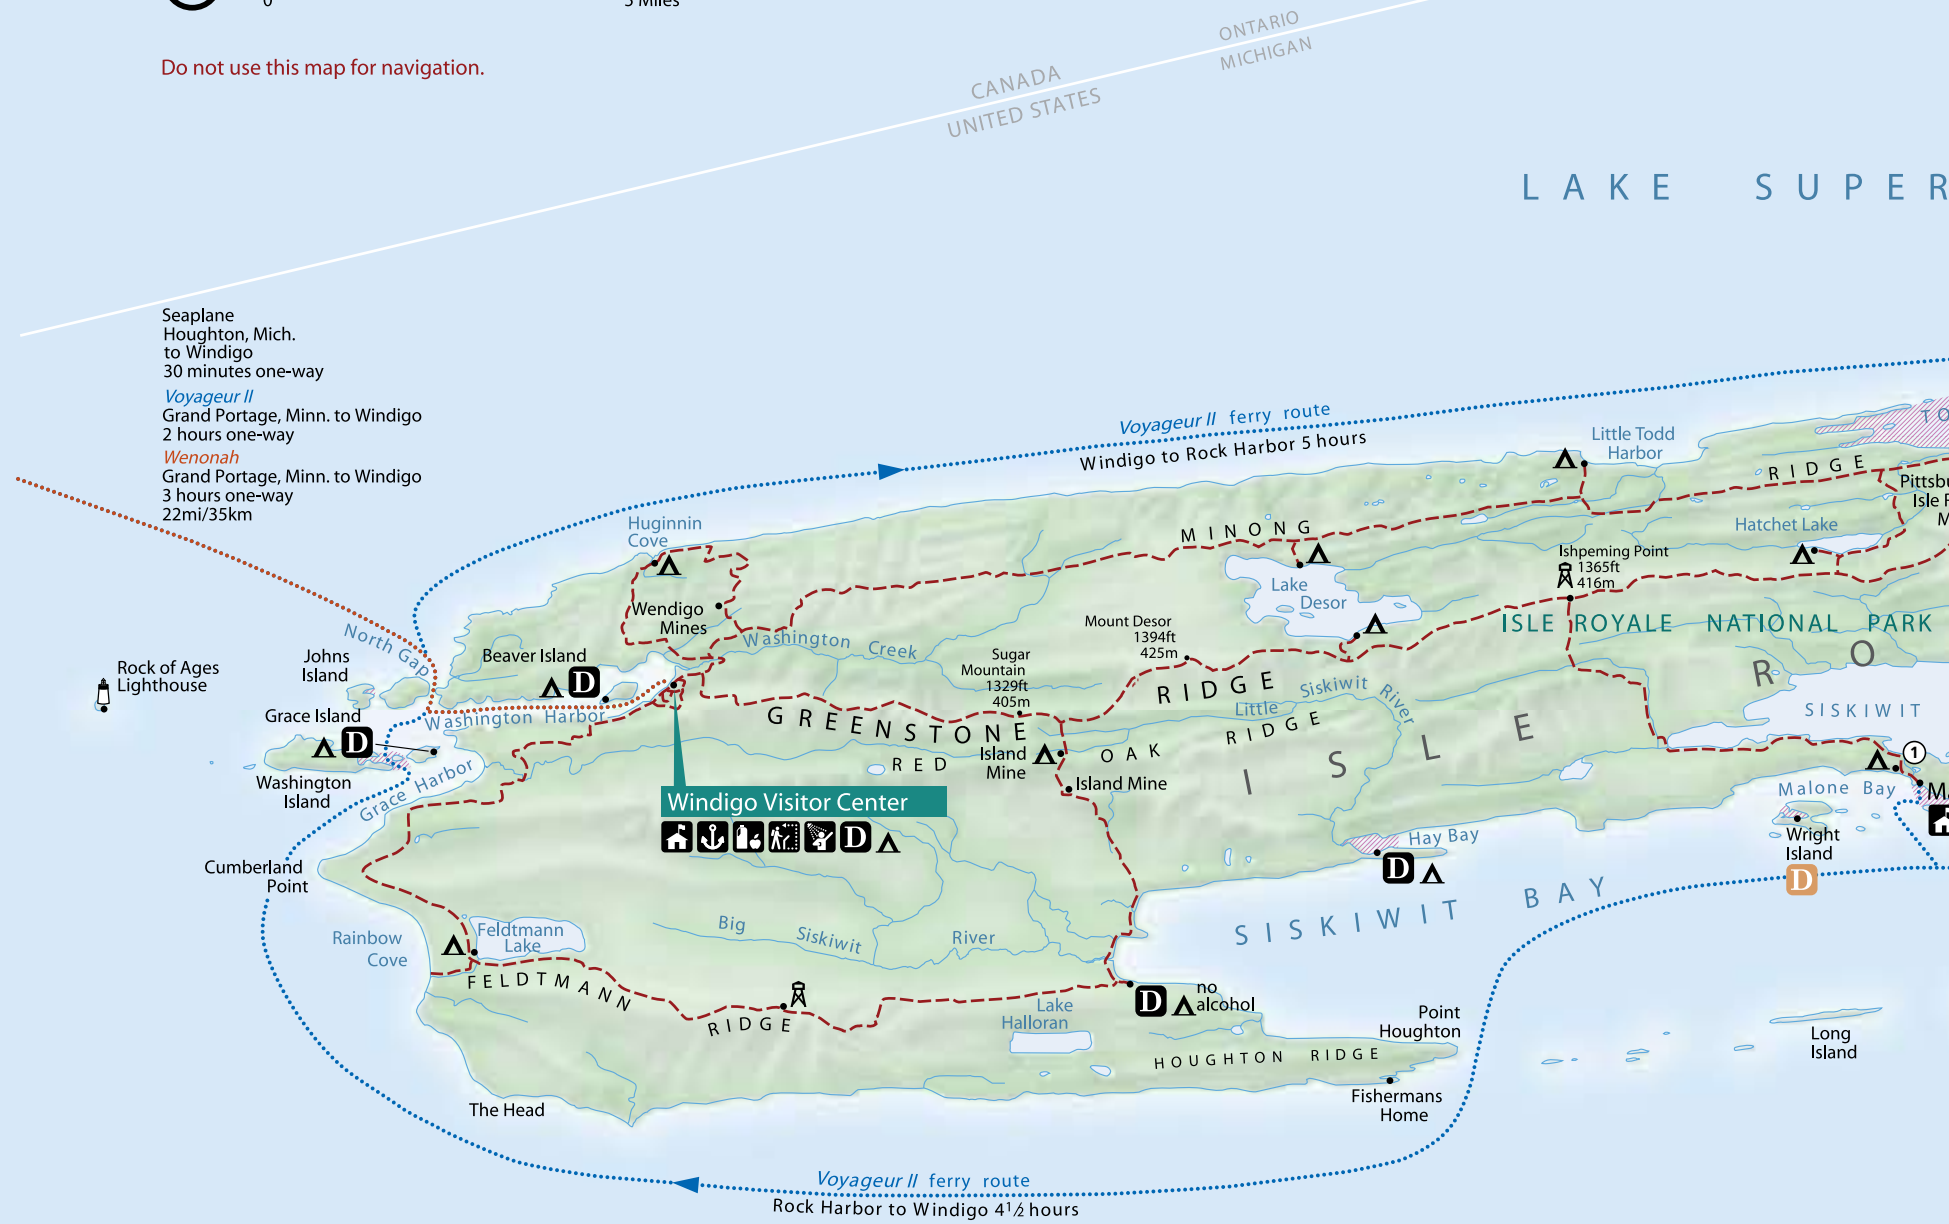 0
5 Miles
Do not use this map for navigation.
ONTARIO
MICHIGAN
CANADA
UNITED STATES
LAKE SUPER
Seaplane
Houghton, Mich.
to Windigo
30 minutes one-way
Voyageur II
Grand Portage, Minn. to Windigo
2 hours one-way
Wenonah
Grand Portage, Minn. to Windigo
3 hours one-way
22mi/35km
Voyageur II ferry route
Windigo to Rock Harbor 5 hours
Little Todd
Harbor
TO
RIDGE
Pittsbu
Isle R
M
Hatchet Lake
Huginnin
Cove
MINONG
Ishpeming Point
1365ft
416m
Lake
Desor
Wendigo
Mines
Washington Creek
Mount Desor
1394ft
425m
ISLE ROYALE NATIONAL PARK
North Gap
Johns
Island
Beaver Island
D
Rock of Ages
Lighthouse
Sugar
Mountain
1329ft
405m
RIDGE
Siskiwit River
Little
RO
SISKIWIT
Grace Island
D
Washington Harbor
GREENSTONE
RIDGE
OAK
ISLE
RED
Island
Mine
Island Mine
Washington
Island
Grace Harbor
1
Malone Bay
Ma
Windigo Visitor Center
D
Hay Bay
D
Wright
Island
D
Cumberland
Point
SISKIWIT BAY
Rainbow
Cove
Feldtmann
Lake
Big Siskiwit River
FELDTMANN
RIDGE
D
no
alcohol
Lake
Halloran
Point
Houghton
Long
Island
HOUGHTON RIDGE
Fishermans
Home
The Head
Voyageur II ferry route
Rock Harbor to Windigo 4½ hours